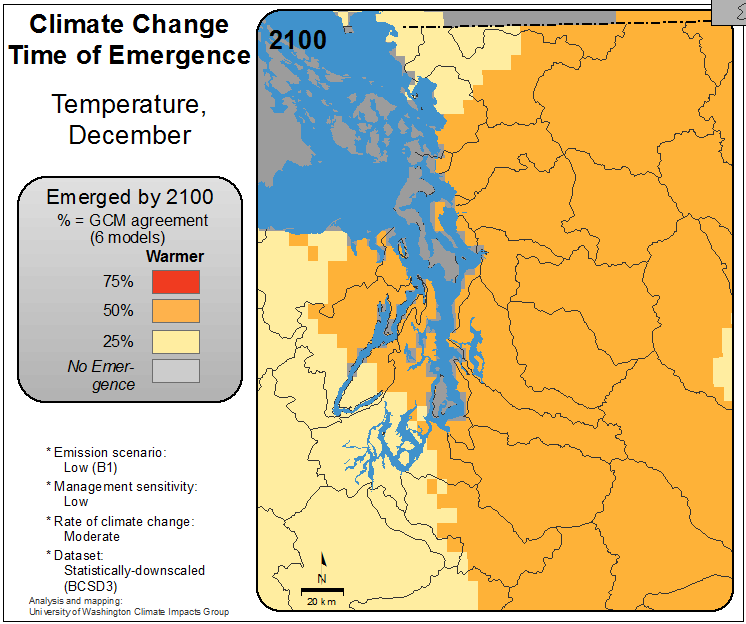 Climate Change
Time of Emergence
Temperature,
December
Emerged by 2100
% = GCM agreement
(6 models)
Warmer
75%
50%
25%
No Emer-
gence
* Emission scenario:
Low (B1)
* Management sensitivity:
Low
* Rate of climate change:
Moderate
* Dataset:
Statistically-downscaled
(BCSD3)
Analysis and mapping:
University of Washington Climate Impacts Group
2100
N
20 km